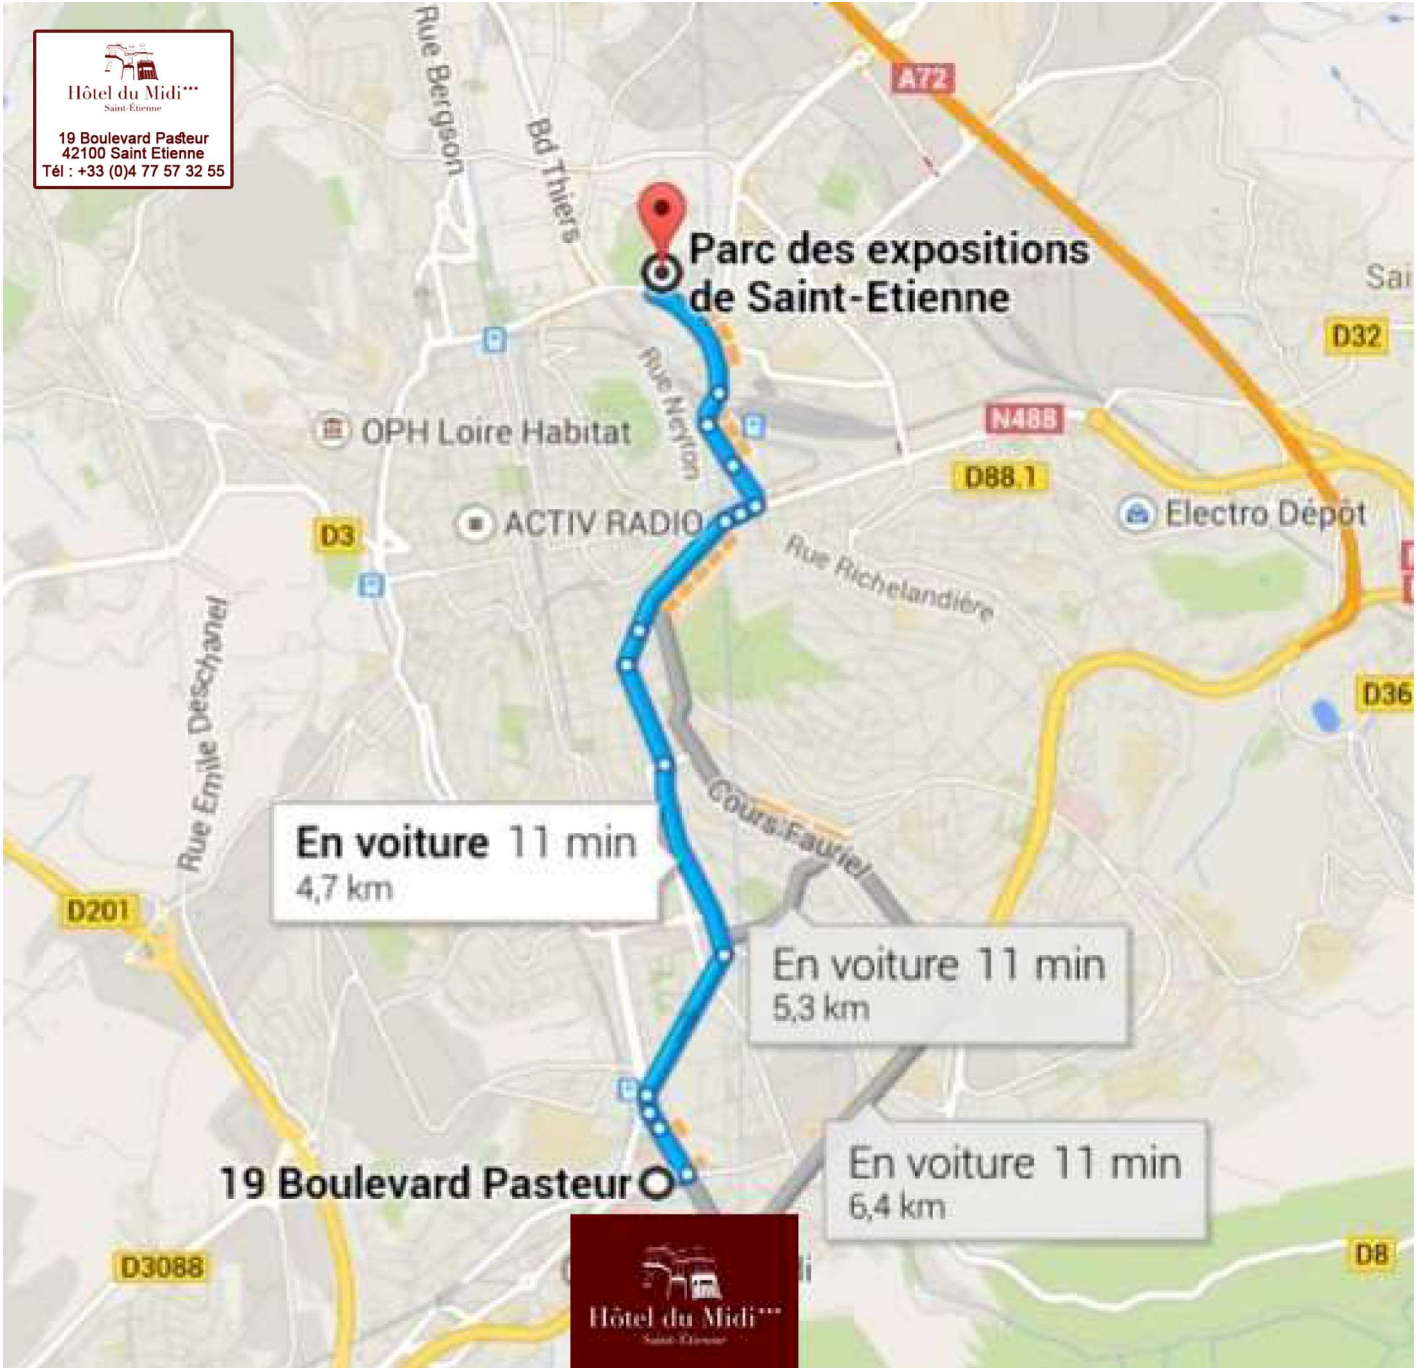 Hôtel du Midi***
Saint-Étienne
19 Boulevard Pasteur
42100 Saint Etienne
Tél : +33 (0)4 77 57 32 55
Rue Bergson
Bd Thiers
A72
Parc des expositions
de Saint-Etienne
Sai
D32
Rue Neyron
N488
OPH Loire Habitat
D88.1
ACTIV RADIO
Electro Dépôt
D3
Rue Richelandière
Rue Emile Deschanel
D36
Cours Fauriel
En voiture 11 min
4,7 km
D201
En voiture 11 min
5,3 km
En voiture 11 min
6,4 km
19 Boulevard Pasteur
D3088
D8
Hôtel du Midi***
Saint-Étienne